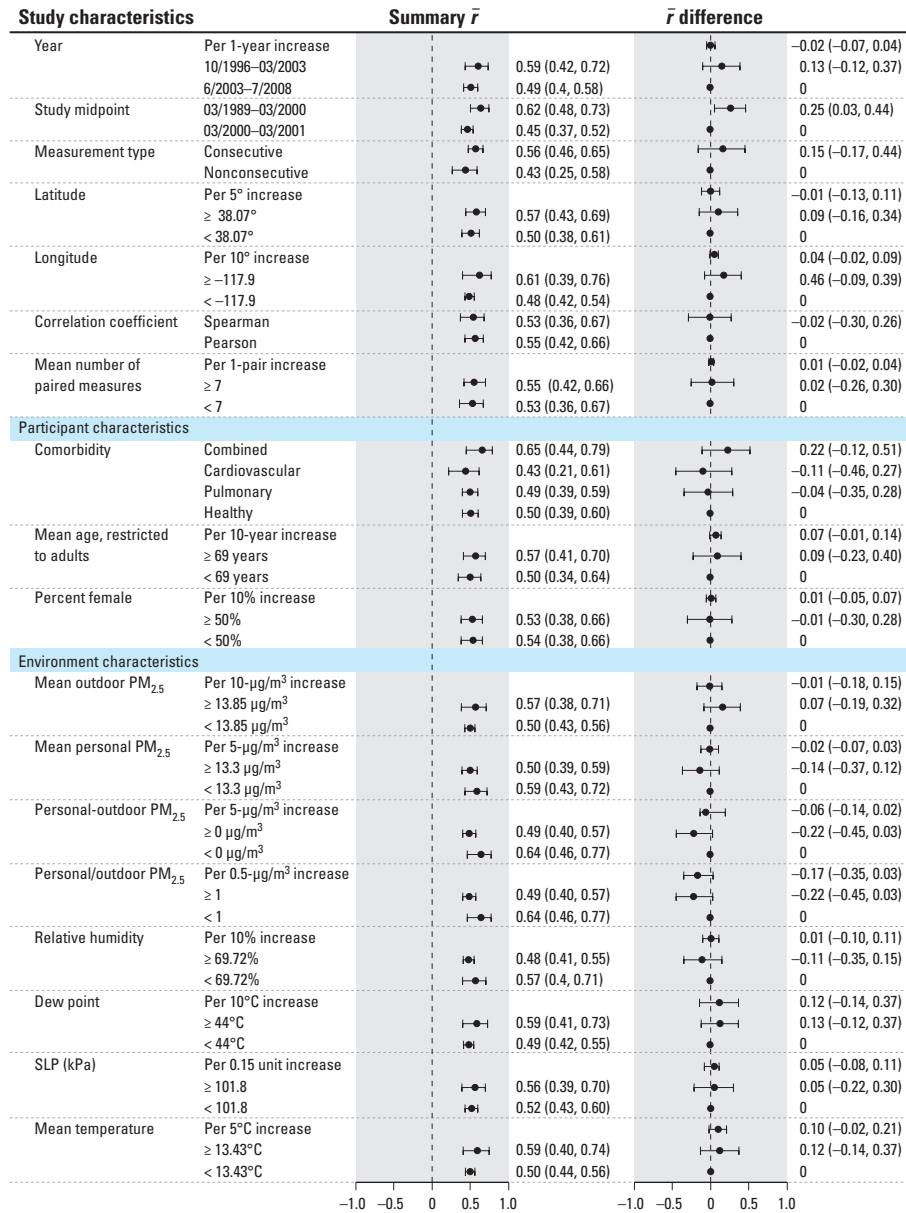 Study characteristics Summary r̄ r̄ difference
Year Per 1-year increase –0.02 (–0.07, 0.04)
10/1996–03/2003 0.59 (0.42, 0.72) 0.13 (–0.12, 0.37)
6/2003–7/2008 0.49 (0.4, 0.58) 0
Study midpoint 03/1989–03/2000 0.62 (0.48, 0.73) 0.25 (0.03, 0.44)
03/2000–03/2001 0.45 (0.37, 0.52) 0
Measurement type Consecutive 0.56 (0.46, 0.65) 0.15 (–0.17, 0.44)
Nonconsecutive 0.43 (0.25, 0.58) 0
Latitude Per 5° increase –0.01 (–0.13, 0.11)
≥ 38.07° 0.57 (0.43, 0.69) 0.09 (–0.16, 0.34)
< 38.07° 0.50 (0.38, 0.61) 0
Longitude Per 10° increase 0.04 (–0.02, 0.09)
≥ –117.9 0.61 (0.39, 0.76) 0.46 (–0.09, 0.39)
< –117.9 0.48 (0.42, 0.54) 0
Correlation coefficient Spearman 0.53 (0.36, 0.67) –0.02 (–0.30, 0.26)
Pearson 0.55 (0.42, 0.66) 0
Mean number of Per 1-pair increase 0.01 (–0.02, 0.04)
paired measures ≥ 7 0.55 (0.42, 0.66) 0.02 (–0.26, 0.30)
< 7 0.53 (0.36, 0.67) 0
Participant characteristics
Comorbidity Combined 0.65 (0.44, 0.79) 0.22 (–0.12, 0.51)
Cardiovascular 0.43 (0.21, 0.61) –0.11 (–0.46, 0.27)
Pulmonary 0.49 (0.39, 0.59) –0.04 (–0.35, 0.28)
Healthy 0.50 (0.39, 0.60) 0
Mean age, restricted Per 10-year increase 0.07 (–0.01, 0.14)
to adults ≥ 69 years 0.57 (0.41, 0.70) 0.09 (–0.23, 0.40)
< 69 years 0.50 (0.34, 0.64) 0
Percent female Per 10% increase 0.01 (–0.05, 0.07)
≥ 50% 0.53 (0.38, 0.66) –0.01 (–0.30, 0.28)
< 50% 0.54 (0.38, 0.66) 0
Environment characteristics
Mean outdoor PM₂.₅ Per 10-µg/m³ increase –0.01 (–0.18, 0.15)
≥ 13.85 µg/m³ 0.57 (0.38, 0.71) 0.07 (–0.19, 0.32)
< 13.85 µg/m³ 0.50 (0.43, 0.56) 0
Mean personal PM₂.₅ Per 5-µg/m³ increase –0.02 (–0.07, 0.03)
≥ 13.3 µg/m³ 0.50 (0.39, 0.59) –0.14 (–0.37, 0.12)
< 13.3 µg/m³ 0.59 (0.43, 0.72) 0
Personal-outdoor PM₂.₅ Per 5-µg/m³ increase –0.06 (–0.14, 0.02)
≥ 0 µg/m³ 0.49 (0.40, 0.57) –0.22 (–0.45, 0.03)
< 0 µg/m³ 0.64 (0.46, 0.77) 0
Personal/outdoor PM₂.₅ Per 0.5-µg/m³ increase –0.17 (–0.35, 0.03)
≥ 1 0.49 (0.40, 0.57) –0.22 (–0.45, 0.03)
< 1 0.64 (0.46, 0.77) 0
Relative humidity Per 10% increase 0.01 (–0.10, 0.11)
≥ 69.72% 0.48 (0.41, 0.55) –0.11 (–0.35, 0.15)
< 69.72% 0.57 (0.4, 0.71) 0
Dew point Per 10°C increase 0.12 (–0.14, 0.37)
≥ 44°C 0.59 (0.41, 0.73) 0.13 (–0.12, 0.37)
< 44°C 0.49 (0.42, 0.55) 0
SLP (kPa) Per 0.15 unit increase 0.05 (–0.08, 0.11)
≥ 101.8 0.56 (0.39, 0.70) 0.05 (–0.22, 0.30)
< 101.8 0.52 (0.43, 0.60) 0
Mean temperature Per 5°C increase 0.10 (–0.02, 0.21)
≥ 13.43°C 0.59 (0.40, 0.74) 0.12 (–0.14, 0.37)
< 13.43°C 0.50 (0.44, 0.56) 0
–1.0 –0.5 0 0.5 1.0 –1.0 –0.5 0 0.5 1.0